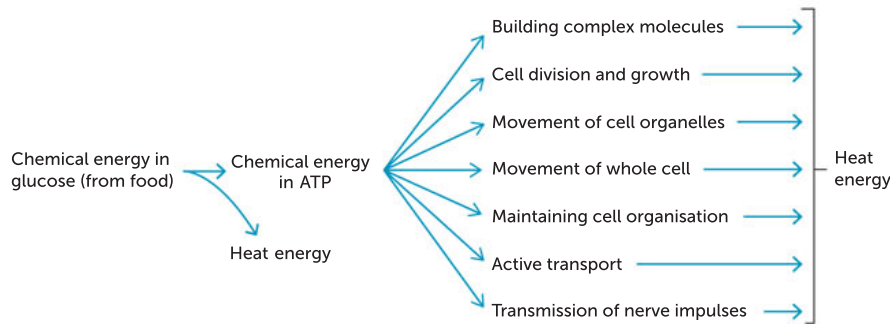 Chemical energy in
glucose (from food)
Chemical energy
in ATP
Heat energy
Building complex molecules
Cell division and growth
Movement of cell organelles
Movement of whole cell
Maintaining cell organisation
Active transport
Transmission of nerve impulses
Heat
energy